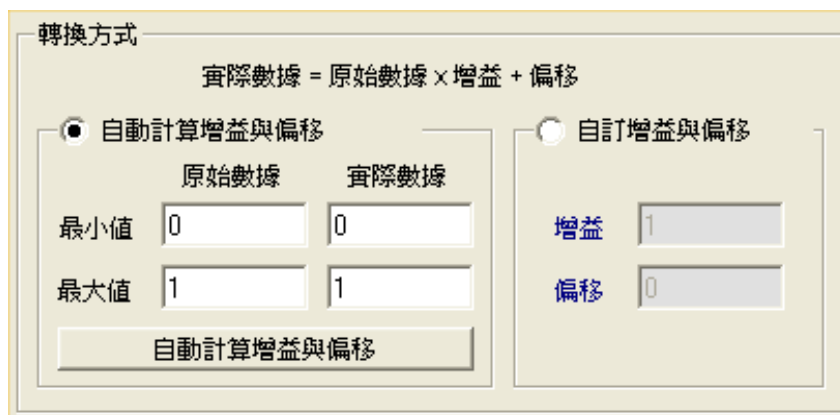 轉換方式
實際數據 = 原始數據 x 增益 + 偏移
自動計算增益與偏移
原始數據 實際數據
最小值 0 0
最大值 1 1
自動計算增益與偏移
自訂增益與偏移
增益 1
偏移 0